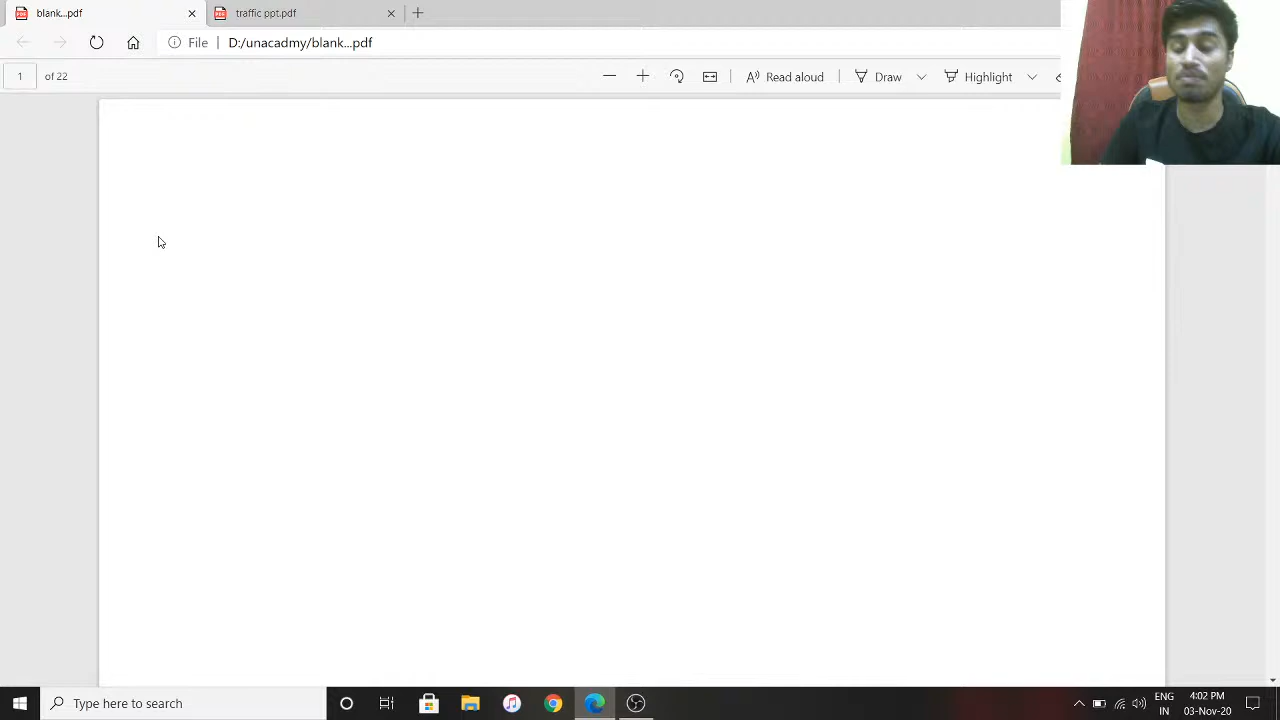 blank...pdf
traffic ppt.pdf
File
D:/unacadmy/blank...pdf
1 of 22
Read aloud
Draw
Highlight
Type here to search
ENG
IN
4:02 PM
03-Nov-20